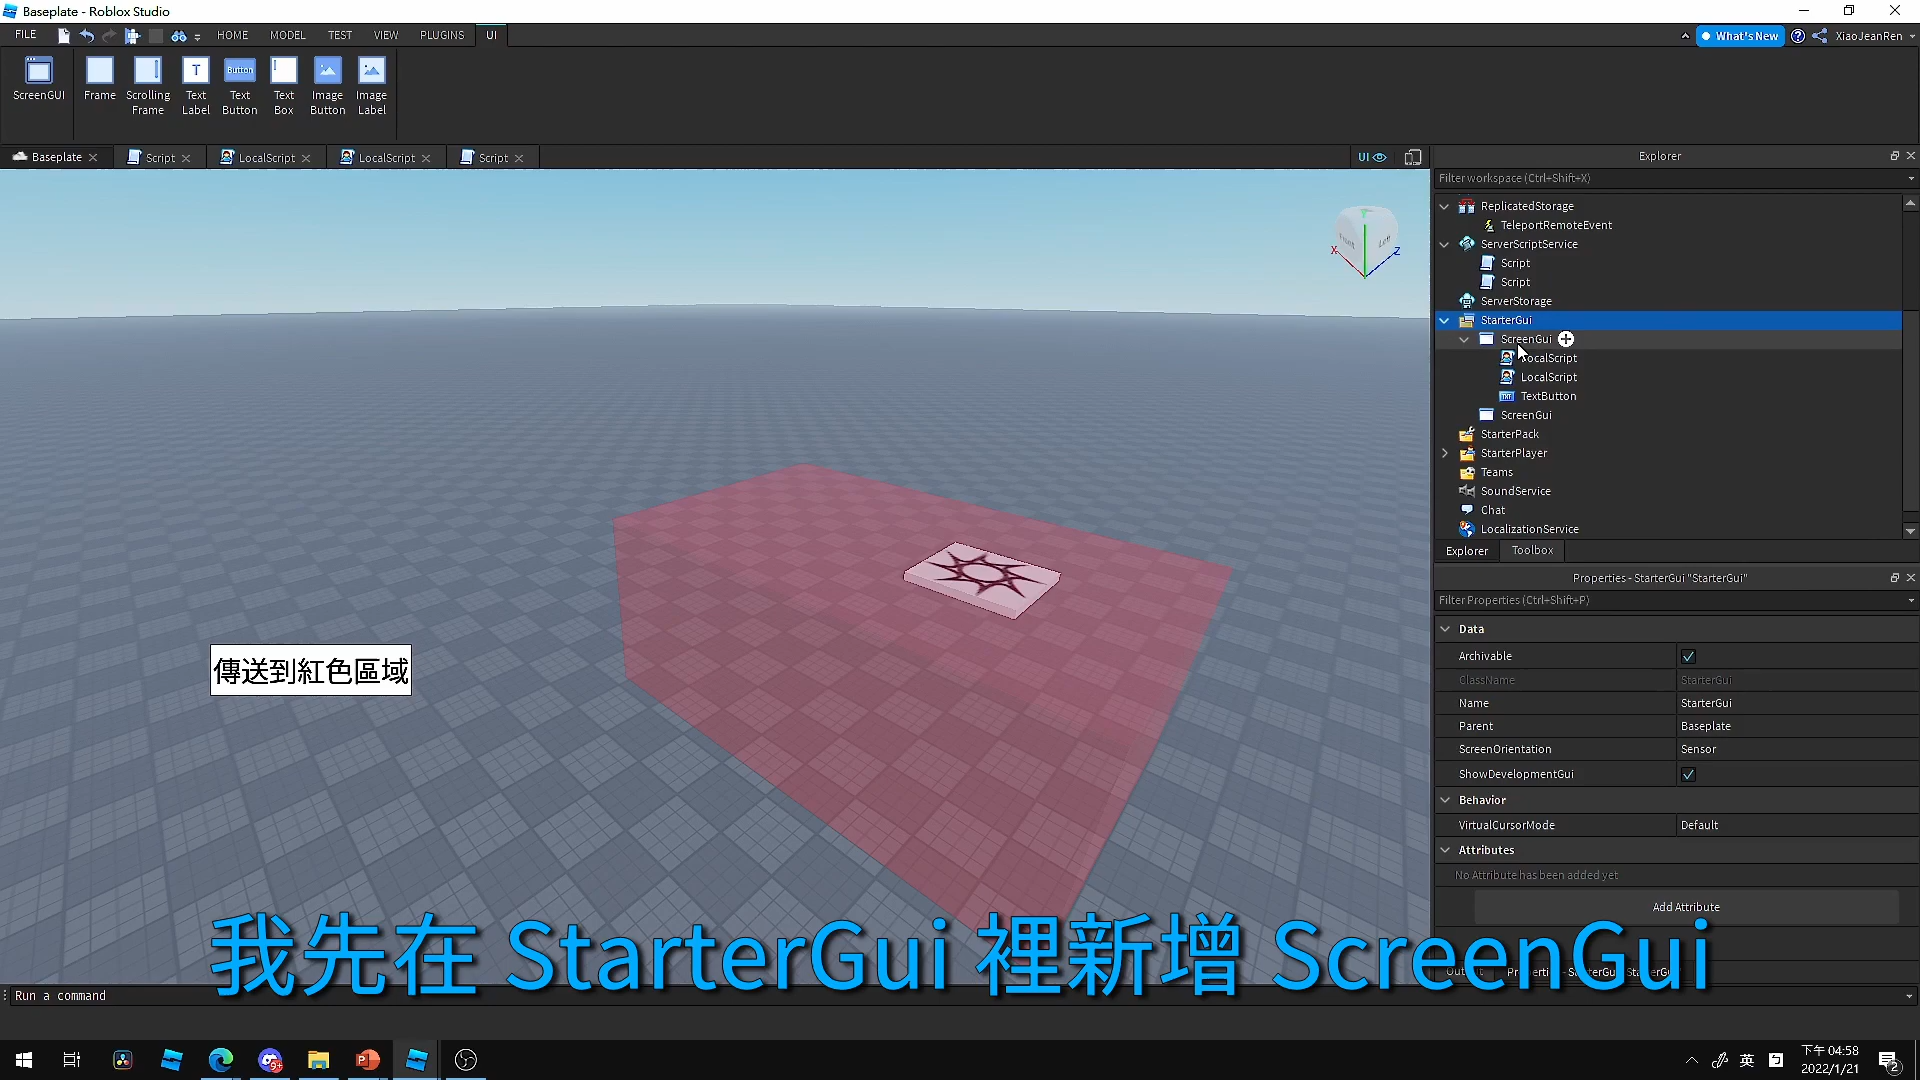 Baseplate - Roblox Studio
FILE
HOME
MODEL
TEST
VIEW
PLUGINS
UI
What's New
XiaoJeanRen
ScreenGUI
Frame
Scrolling Frame
Text Label
Button
Text Button
Text Box
Image Button
Image Label
Baseplate
Script
LocalScript
LocalScript
Script
UI
Explorer
Filter workspace (Ctrl+Shift+X)
ReplicatedStorage
TeleportRemoteEvent
ServerScriptService
Script
Script
ServerStorage
StarterGui
ScreenGui
LocalScript
LocalScript
TextButton
ScreenGui
StarterPack
StarterPlayer
Teams
SoundService
Chat
LocalizationService
Explorer
Toolbox
Properties - StarterGui "StarterGui"
Filter Properties (Ctrl+Shift+P)
Data
Archivable
ClassName StarterGui
Name StarterGui
Parent Baseplate
ScreenOrientation Sensor
ShowDevelopmentGui
Behavior
VirtualCursorMode Default
Attributes
No Attribute has been added yet
Add Attribute
X
Z
Left
傳送到紅色區域
我先在 StarterGui 裡新增 ScreenGui
Run a command
英
下午 04:58
2022/1/21